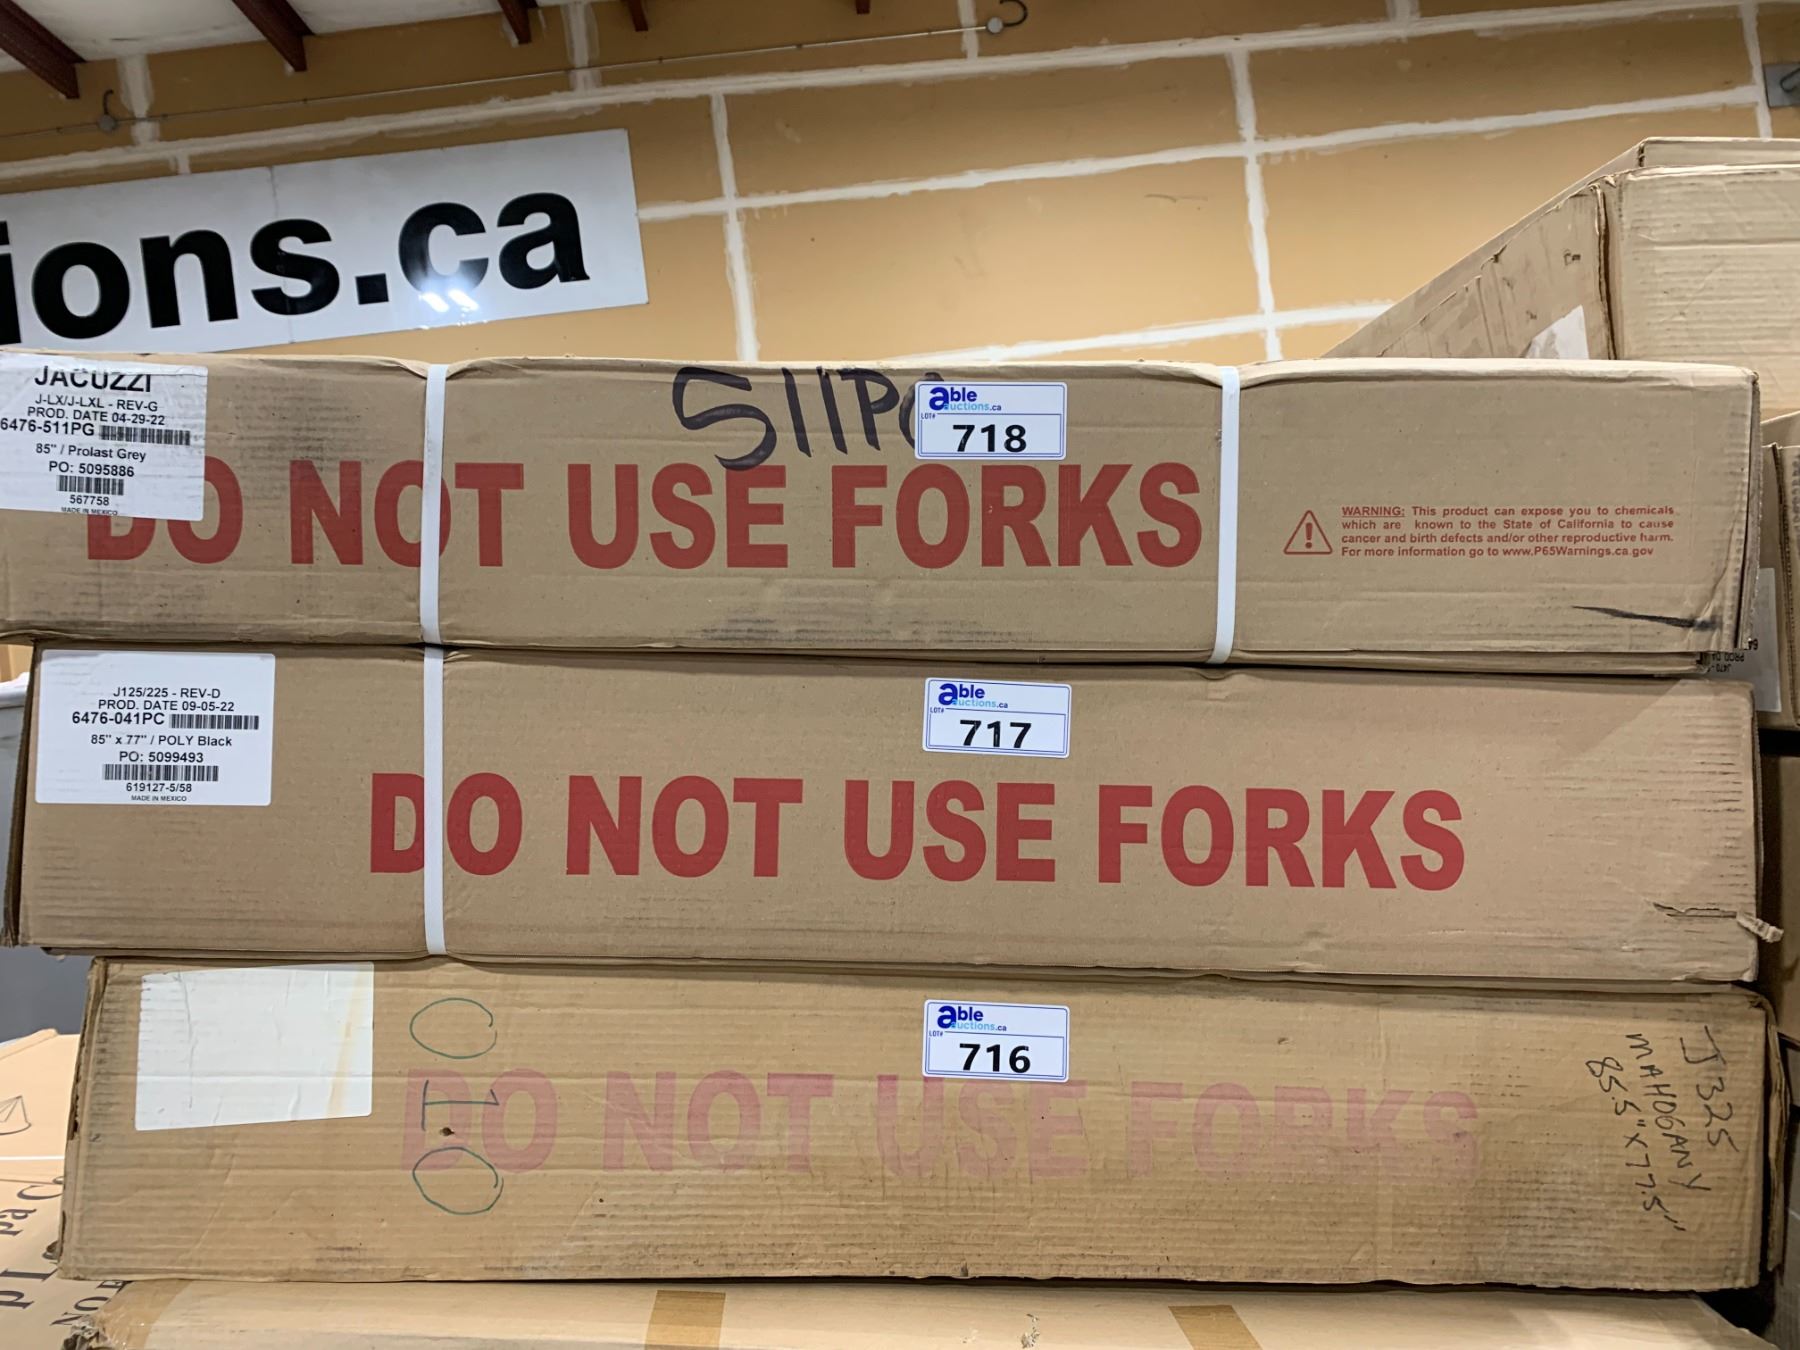 ions.ca
JACUZZI
J-LX/J-LXL - REV-G
PROD. DATE 04-29-22
6476-511PG
85" / Prolast Grey
PO: 5095886
567758
MADE IN MEXICO
511P
able
auctions.ca
LOT#
718
DO NOT USE FORKS
WARNING: This product can expose you to chemicals
which are known to the State of California to cause
cancer and birth defects and/or other reproductive harm.
For more information go to www.P65Warnings.ca.gov
J125/225 - REV-D
PROD. DATE 09-05-22
6476-041PC
85" x 77" / POLY Black
PO: 5099493
619127-5/58
MADE IN MEXICO
able
auctions.ca
LOT#
717
DO NOT USE FORKS
able
auctions.ca
LOT#
716
DO NOT USE FORKS
J325
MAHOGANY
85.5" X 77.5"